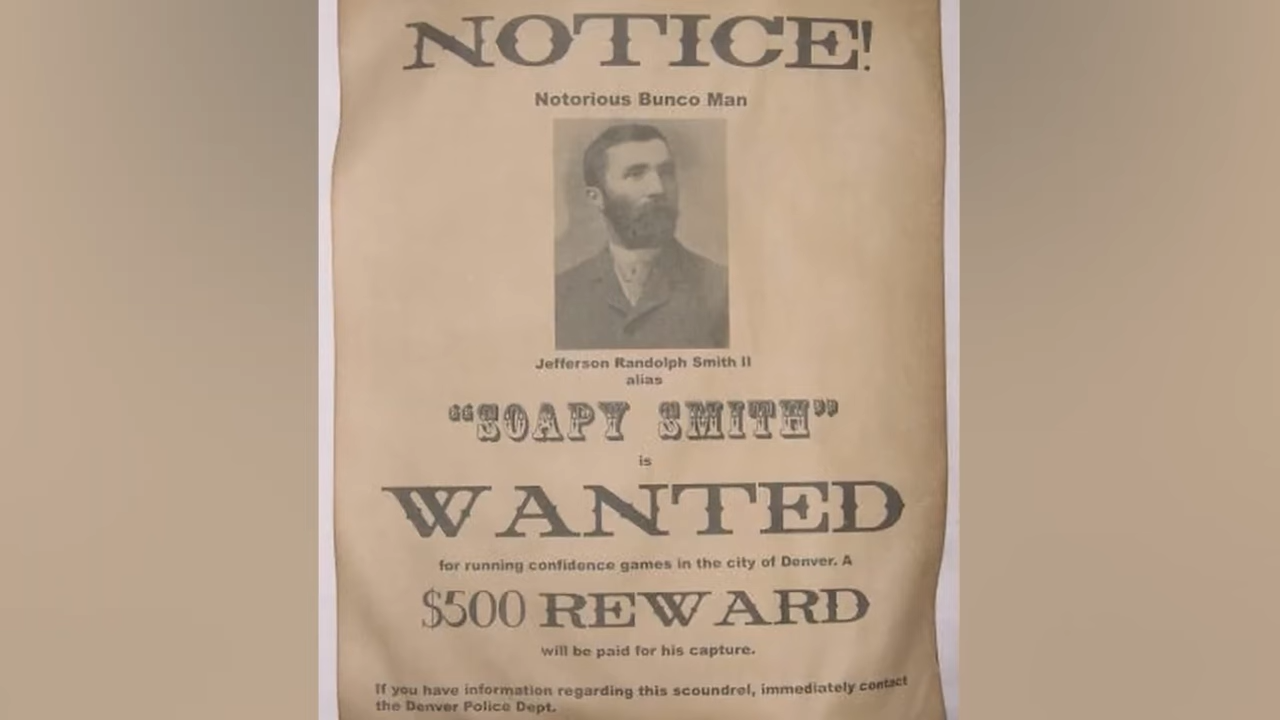 NOTICE!
Notorious Bunco Man
Jefferson Randolph Smith II
alias
“SOAPY SMITH”
is
WANTED
for running confidence games in the city of Denver. A
$500 REWARD
will be paid for his capture.
If you have information regarding this scoundrel, immediately contact
the Denver Police Dept.